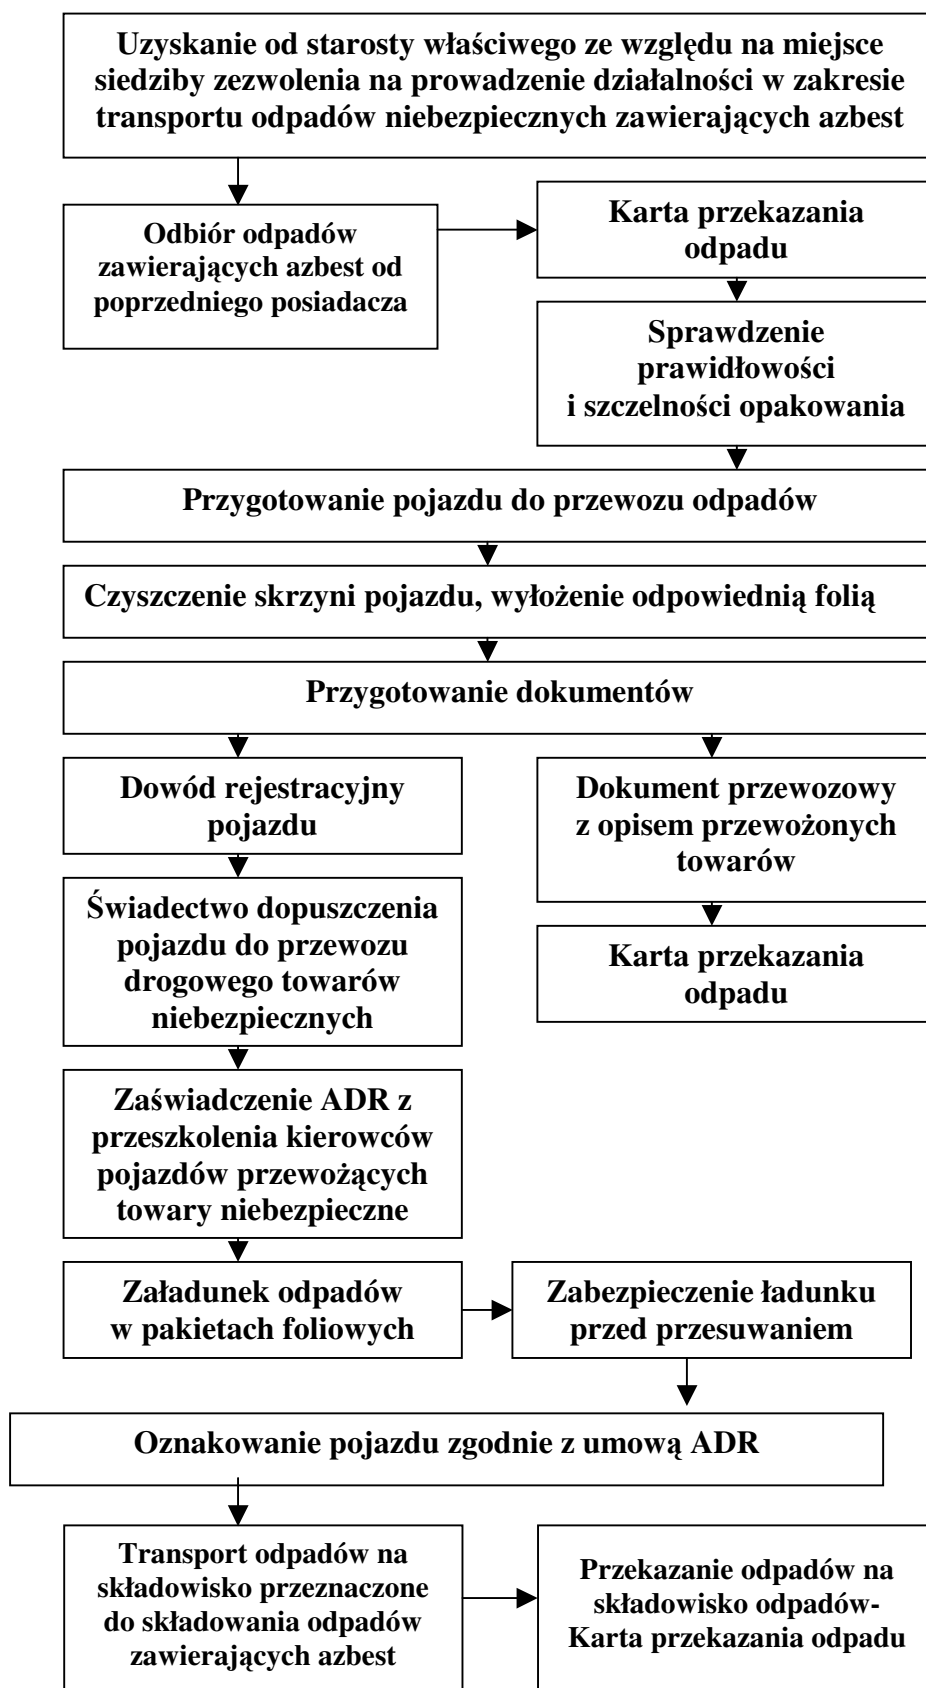 Uzyskanie od starosty właściwego ze względu na miejsce
siedziby zezwolenia na prowadzenie działalności w zakresie
transportu odpadów niebezpiecznych zawierających azbest
Odbiór odpadów
zawierających azbest od
poprzedniego posiadacza
Karta przekazania
odpadu
Sprawdzenie
prawidłowości
i szczelności opakowania
Przygotowanie pojazdu do przewozu odpadów
Czyszczenie skrzyni pojazdu, wyłożenie odpowiednią folią
Przygotowanie dokumentów
Dowód rejestracyjny
pojazdu
Świadectwo dopuszczenia
pojazdu do przewozu
drogowego towarów
niebezpiecznych
Zaświadczenie ADR z
przeszkolenia kierowców
pojazdów przewożących
towary niebezpieczne
Dokument przewozowy
z opisem przewożonych
towarów
Karta przekazania
odpadu
Załadunek odpadów
w pakietach foliowych
Zabezpieczenie ładunku
przed przesuwaniem
Oznakowanie pojazdu zgodnie z umową ADR
Transport odpadów na
składowisko przeznaczone
do składowania odpadów
zawierających azbest
Przekazanie odpadów na
składowisko odpadów-
Karta przekazania odpadu